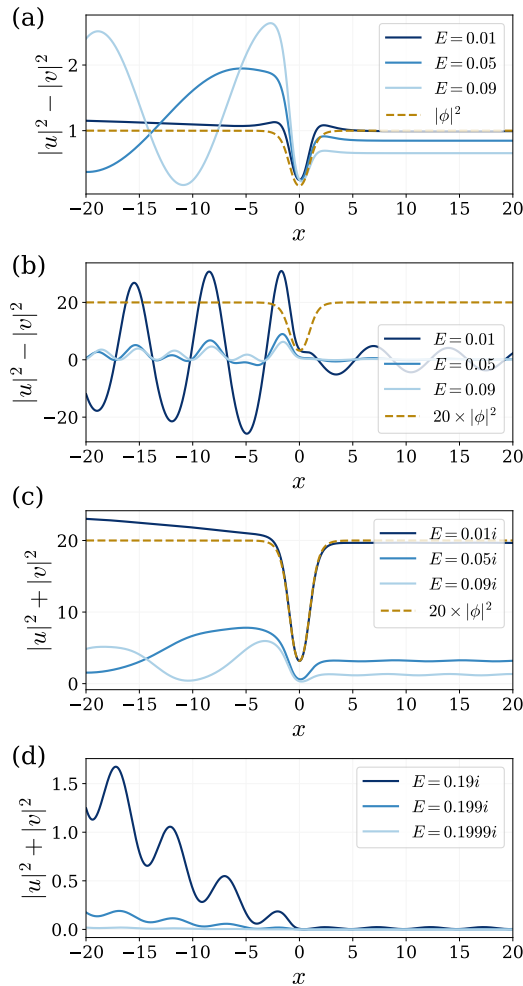 (a)
|u|² − |v|²
2
1
E = 0.01
E = 0.05
E = 0.09
|ϕ|²
−20 −15 −10 −5 0 5 10 15 20
x
(b)
|u|² − |v|²
20
0
−20
E = 0.01
E = 0.05
E = 0.09
20 × |ϕ|²
−20 −15 −10 −5 0 5 10 15 20
x
(c)
|u|² + |v|²
20
10
0
E = 0.01i
E = 0.05i
E = 0.09i
20 × |ϕ|²
−20 −15 −10 −5 0 5 10 15 20
x
(d)
|u|² + |v|²
1.5
1.0
0.5
0.0
E = 0.19i
E = 0.199i
E = 0.1999i
−20 −15 −10 −5 0 5 10 15 20
x